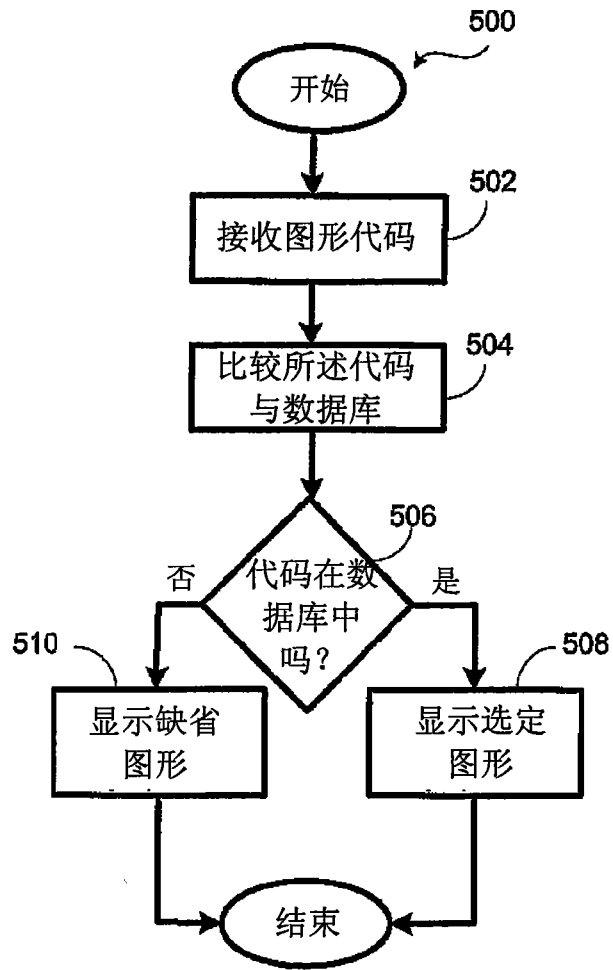 500
开始
502
接收图形代码
504
比较所述代码
与数据库
506
代码在数
据库中
吗？
否
是
510
显示缺省
图形
508
显示选定
图形
结束